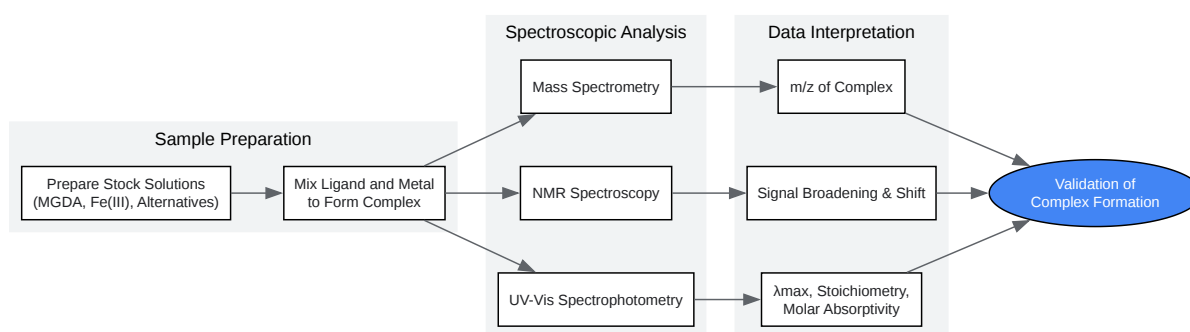 Sample Preparation
Prepare Stock Solutions
(MGDA, Fe(III), Alternatives)
Mix Ligand and Metal
to Form Complex
Spectroscopic Analysis
Mass Spectrometry
NMR Spectroscopy
UV-Vis Spectrophotometry
Data Interpretation
m/z of Complex
Signal Broadening & Shift
λmax, Stoichiometry,
Molar Absorptivity
Validation of
Complex Formation